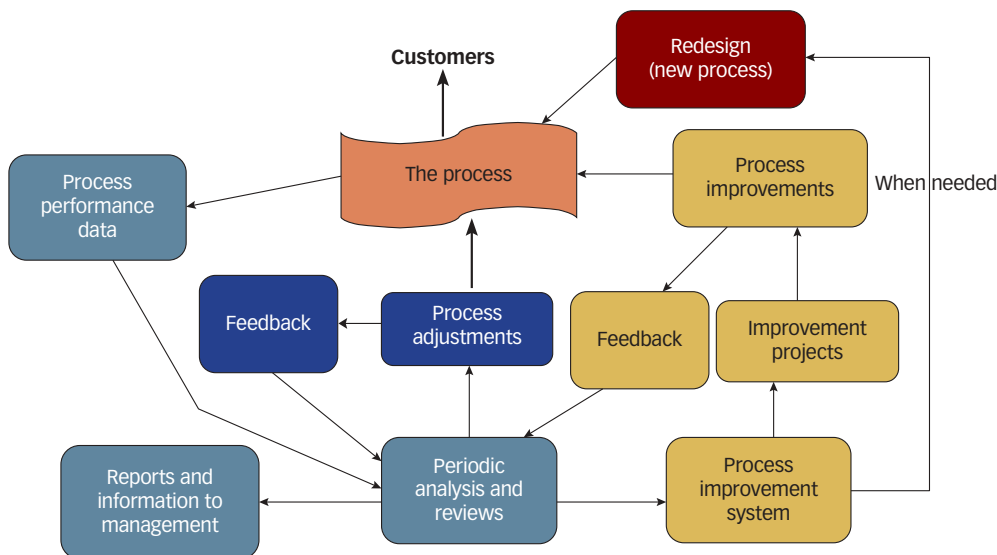 Redesign
(new process)
Customers
The process
Process
improvements
When needed
Process
performance
data
Feedback
Process
adjustments
Feedback
Improvement
projects
Reports and
information to
management
Periodic
analysis and
reviews
Process
improvement
system